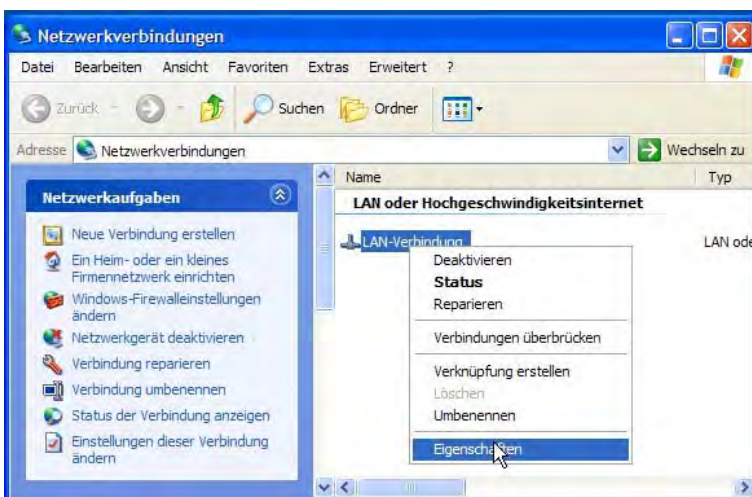 Netzwerkverbindungen
Datei Bearbeiten Ansicht Favoriten Extras Erweitert ?
Zurück Suchen Ordner
Adresse Netzwerkverbindungen Wechseln zu
Netzwerkaufgaben
Neue Verbindung erstellen
Ein Heim- oder ein kleines
Firmennetzwerk einrichten
Windows-Firewalleinstellungen
ändern
Netzwerkgerät deaktivieren
Verbindung reparieren
Verbindung umbenennen
Status der Verbindung anzeigen
Einstellungen dieser Verbindung
ändern
Name Typ
LAN oder Hochgeschwindigkeitsinternet
LAN-Verbindung LAN ode
Deaktivieren
Status
Reparieren
Verbindungen überbrücken
Verknüpfung erstellen
Löschen
Umbenennen
Eigenschaften